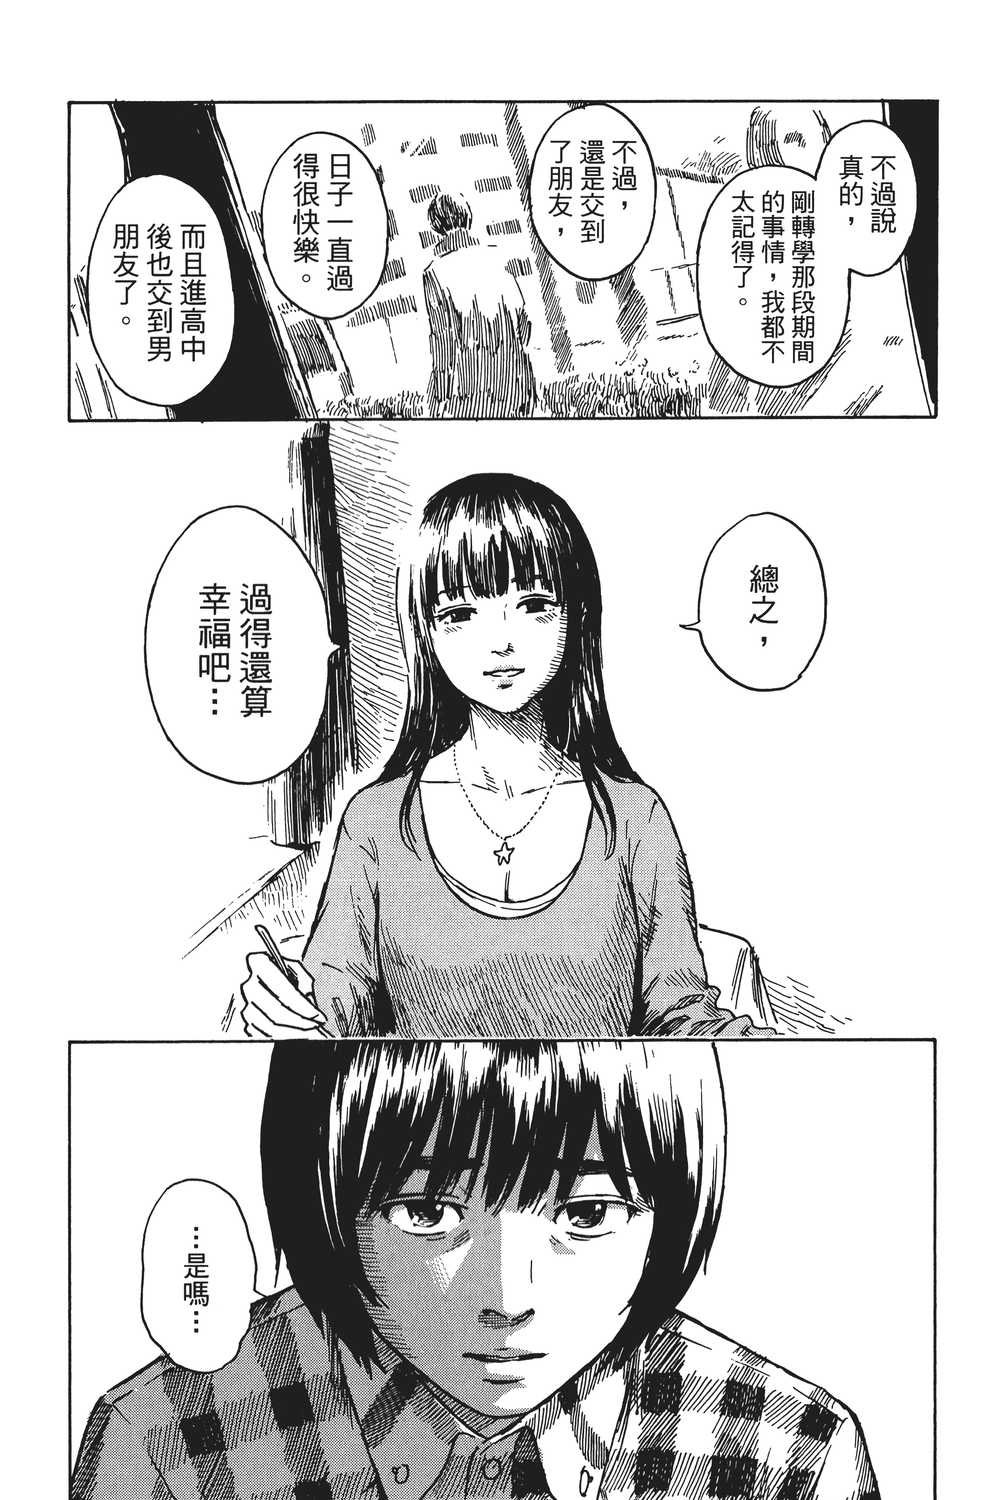 不過說
真的，
剛轉學那段期間
的事情，我都不
太記得了。
不過，
還是交到
了朋友，
日子一直過
得很快樂。
而且進高中
後也交到男
朋友了。
總之，
過得還算
幸福吧…
…是嗎…